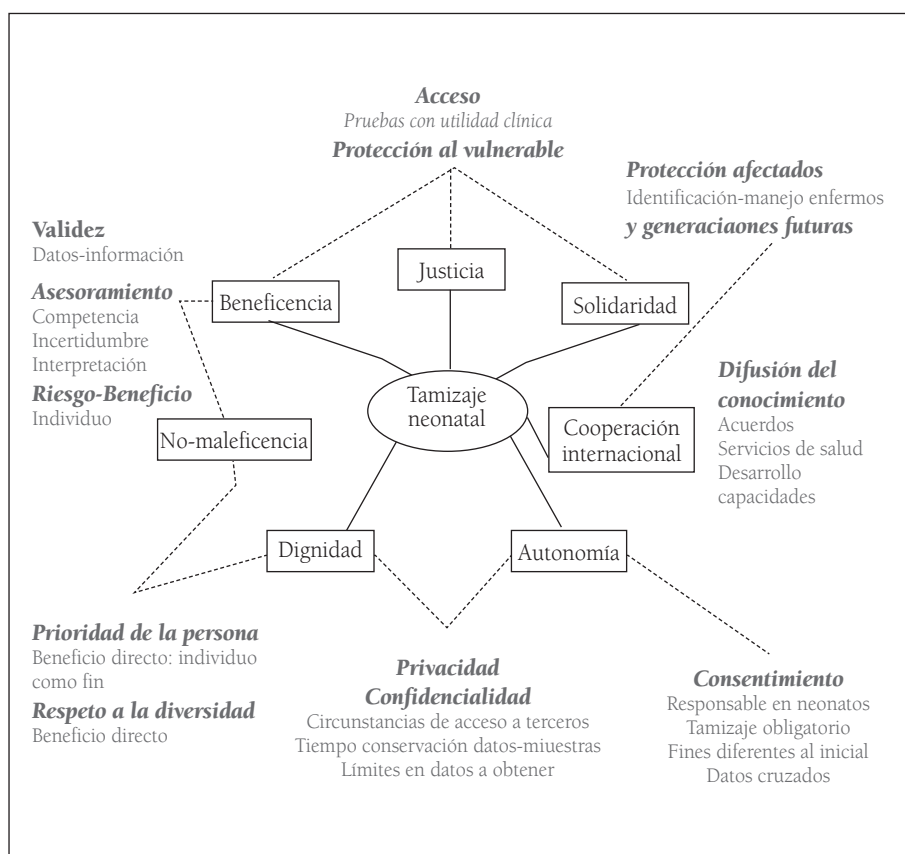 Acceso
Pruebas con utilidad clínica
Protección al vulnerable
Protección afectados
Identificación-manejo enfermos
y generaciaones futuras
Validez
Datos-información
Asesoramiento
Competencia
Incertidumbre
Interpretación
Riesgo-Beneficio
Individuo
Beneficencia
Justicia
Solidaridad
Tamizaje
neonatal
No-maleficencia
Cooperación
internacional
Difusión del
conocimiento
Acuerdos
Servicios de salud
Desarrollo
capacidades
Dignidad
Autonomía
Prioridad de la persona
Beneficio directo: individuo
como fin
Respeto a la diversidad
Beneficio directo
Privacidad
Confidencialidad
Circunstancias de acceso a terceros
Tiempo conservación datos-miuestras
Límites en datos a obtener
Consentimiento
Responsable en neonatos
Tamizaje obligatorio
Fines diferentes al inicial
Datos cruzados